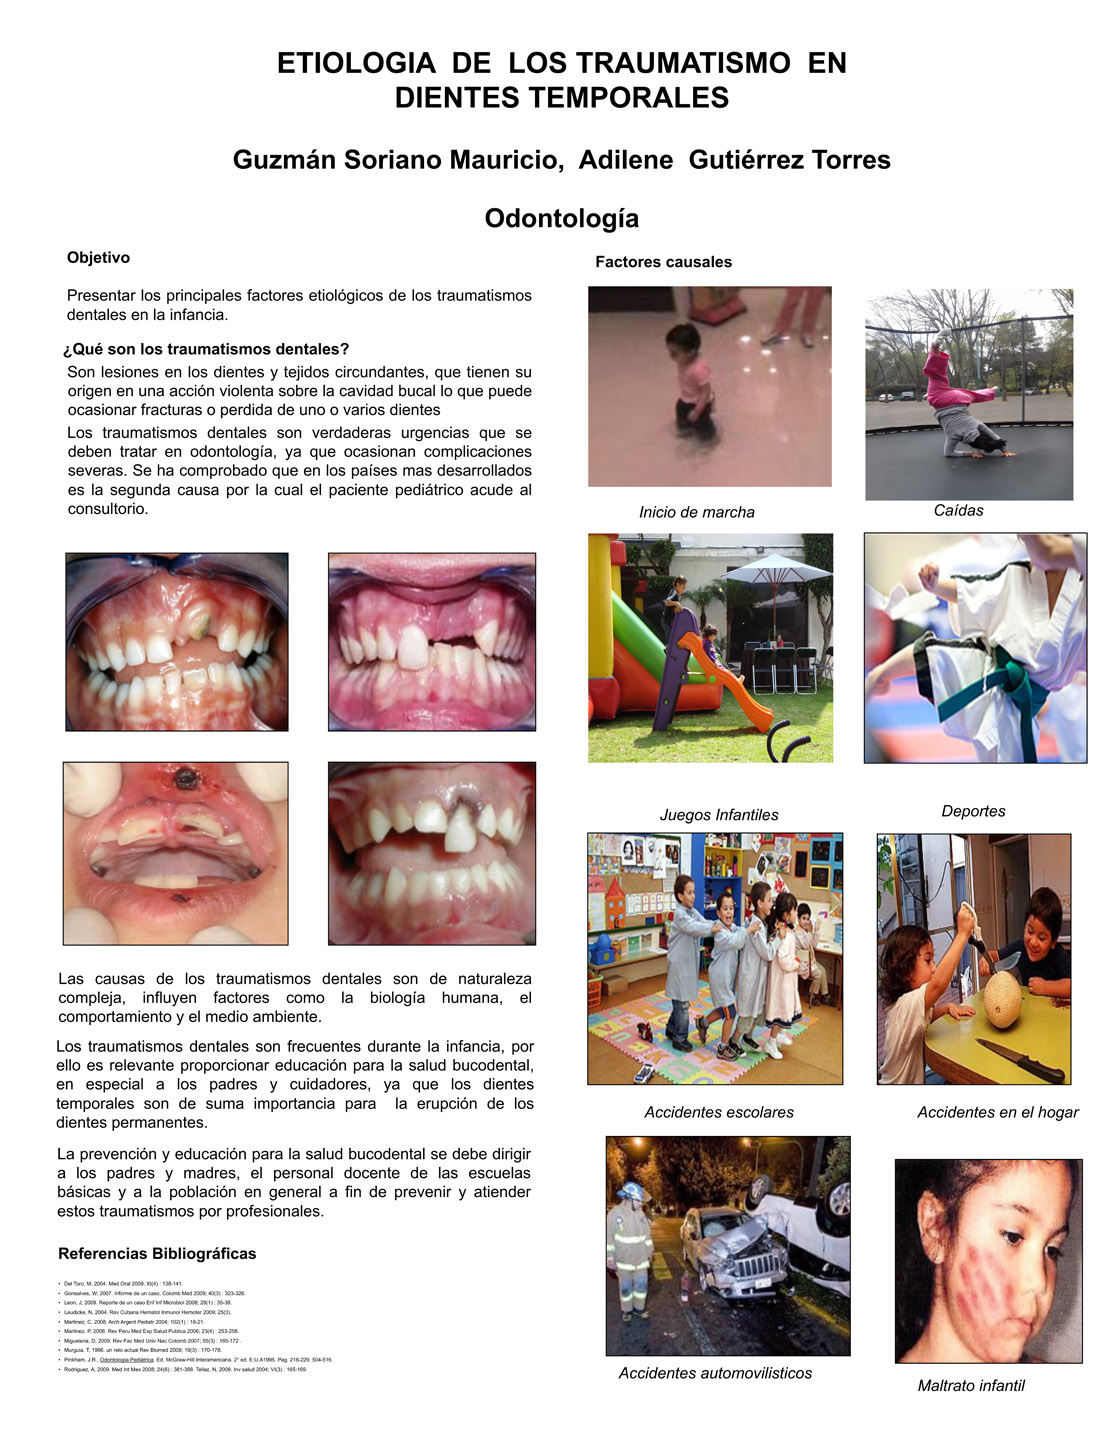 ETIOLOGIA DE LOS TRAUMATISMO EN
DIENTES TEMPORALES
Guzmán Soriano Mauricio, Adilene Gutiérrez Torres
Odontología
Objetivo
Presentar los principales factores etiológicos de los traumatismos
dentales en la infancia.
¿Qué son los traumatismos dentales?
Son lesiones en los dientes y tejidos circundantes, que tienen su
origen en una acción violenta sobre la cavidad bucal lo que puede
ocasionar fracturas o perdida de uno o varios dientes
Los traumatismos dentales son verdaderas urgencias que se
deben tratar en odontología, ya que ocasionan complicaciones
severas. Se ha comprobado que en los países mas desarrollados
es la segunda causa por la cual el paciente pediátrico acude al
consultorio.
Las causas de los traumatismos dentales son de naturaleza
compleja, influyen factores como la biología humana, el
comportamiento y el medio ambiente.
Los traumatismos dentales son frecuentes durante la infancia, por
ello es relevante proporcionar educación para la salud bucodental,
en especial a los padres y cuidadores, ya que los dientes
temporales son de suma importancia para la erupción de los
dientes permanentes.
La prevención y educación para la salud bucodental se debe dirigir
a los padres y madres, el personal docente de las escuelas
básicas y a la población en general a fin de prevenir y atiender
estos traumatismos por profesionales.
Referencias Bibliográficas
• Del Toro, M, 2004. Med Oral 2009; XI(4) : 138-141.
• Gonsalves, W, 2007. Informe de un caso, Colomb Med 2009; 40(3) : 323-326.
• Leon, J, 2009. Reporte de un caso Enf Inf Microbiol 2008; 28(1) : 35-38.
• Leudicke, N, 2004. Rev Cubana Hematol Inmunol Hemoter 2009; 25(3).
• Martinez, C, 2008. Arch Argent Pediatr 2004; 102(1) : 18-21.
• Martinez, P, 2008. Rev Peru Med Exp Salud Publica 2006; 23(4) : 253-258.
• Miguelena, D, 2009. Rev Fac Med Univ Nac Colomb 2007; 55(3) : 165-172 .
• Murguia, T, 1996. un reto actual Rev Biomed 2008; 19(3) : 170-178.
• Pinkham, J.R.. Odontología Pediátrica. Ed. McGrew-Hill Interamericana. 2° ed. E.U.A1995. Pag. 216-229, 504-516.
• Rodriguez, A, 2009. Med Int Mex 2008; 24(6) : 381-388. Tellez, N, 2009. Inv salud 2004; VI(3) : 165-169.
Factores causales
Inicio de marcha
Caídas
Juegos Infantiles
Deportes
Accidentes escolares
Accidentes en el hogar
Accidentes automovilisticos
Maltrato infantil